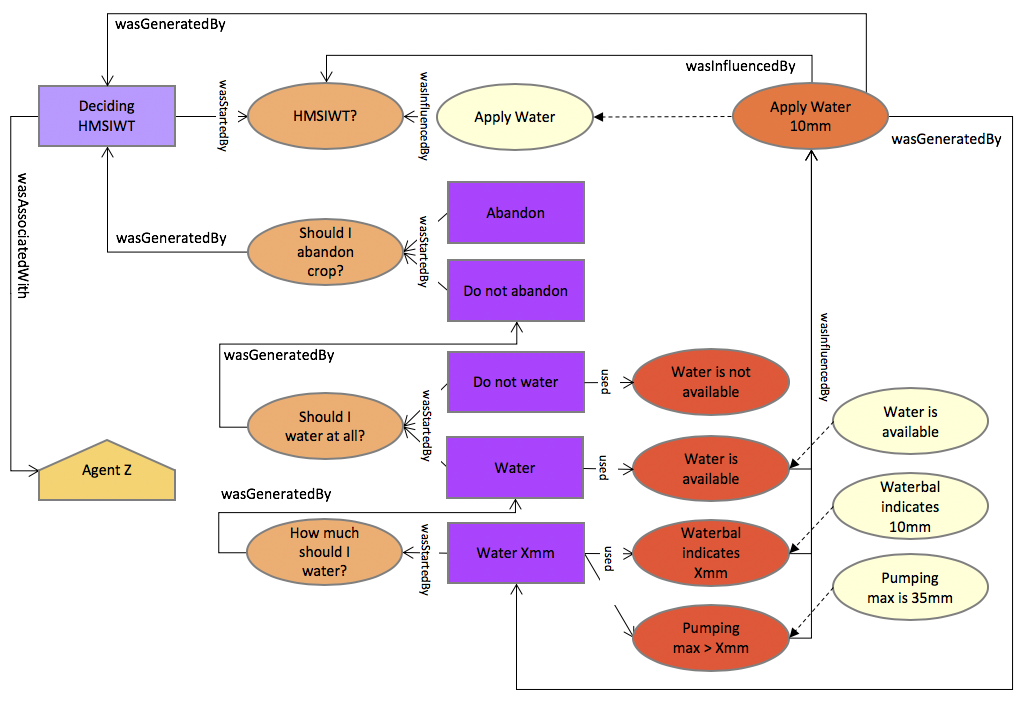 wasGeneratedBy
wasInfluencedBy
Deciding
HMSIWT
wasStartedBy
HMSIWT?
wasInfluencedBy
Apply Water
Apply Water
10mm
wasGeneratedBy
wasAssociatedWith
Abandon
wasGeneratedBy
Should I
abandon
crop?
wasStartedBy
Do not abandon
wasGeneratedBy
wasInfluencedBy
Do not water
used
Water is not
available
Should I
water at all?
wasStartedBy
Water is
available
Agent Z
Water
used
Water is
available
wasGeneratedBy
Waterbal
indicates
10mm
How much
should I
water?
wasStartedBy
Water Xmm
used
Waterbal
indicates
Xmm
Pumping
max is 35mm
Pumping
max > Xmm